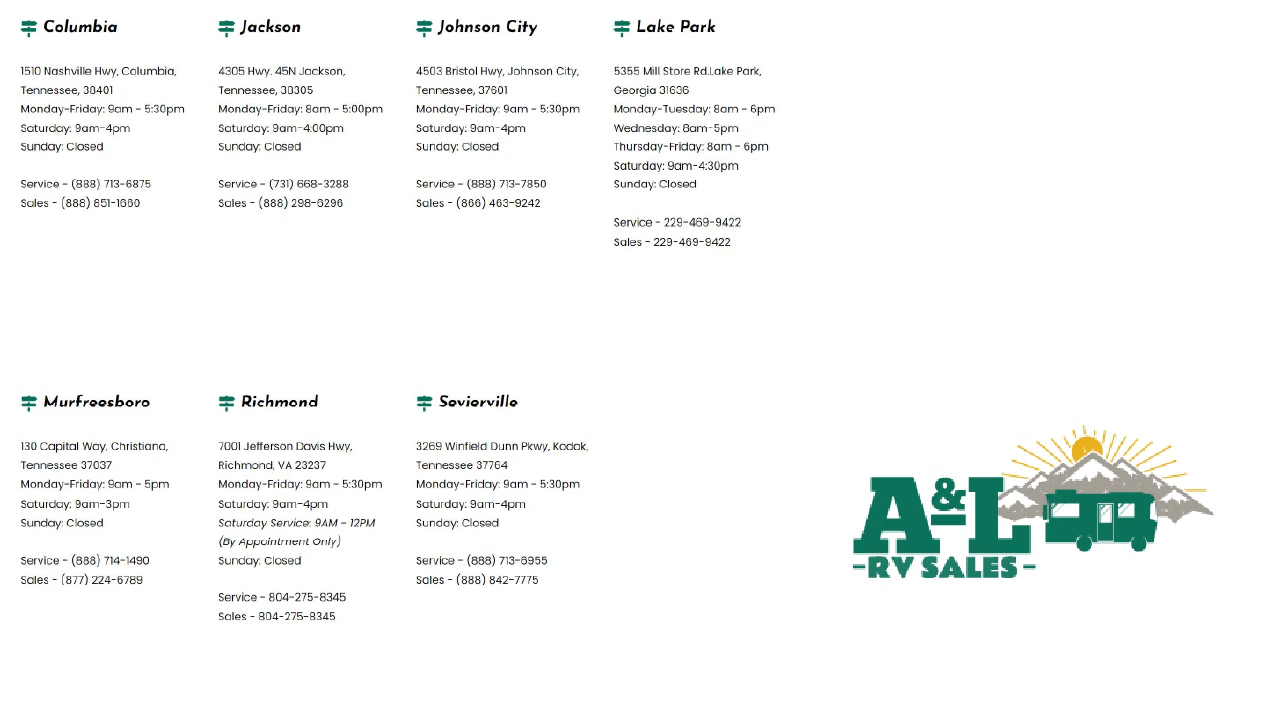 Columbia
1510 Nashville Hwy, Columbia,
Tennessee, 38401
Monday-Friday: 9am - 5:30pm
Saturday: 9am-4pm
Sunday: Closed
Service - (888) 713-6875
Sales - (888) 851-1660
Jackson
4305 Hwy. 45N Jackson,
Tennessee, 38305
Monday-Friday: 8am - 5:00pm
Saturday: 9am-4:00pm
Sunday: Closed
Service - (731) 668-3288
Sales - (888) 298-6296
Johnson City
4503 Bristol Hwy, Johnson City,
Tennessee, 37601
Monday-Friday: 9am - 5:30pm
Saturday: 9am-4pm
Sunday: Closed
Service - (888) 713-7850
Sales - (866) 463-9242
Lake Park
5355 Mill Store Rd.Lake Park,
Georgia 31636
Monday-Tuesday: 8am - 6pm
Wednesday: 8am-5pm
Thursday-Friday: 8am - 6pm
Saturday: 9am-4:30pm
Sunday: Closed
Service - 229-469-9422
Sales - 229-469-9422
Murfreesboro
130 Capital Way, Christiana,
Tennessee 37037
Monday-Friday: 9am - 5pm
Saturday: 9am-3pm
Sunday: Closed
Service - (888) 714-1490
Sales - (877) 224-6789
Richmond
7001 Jefferson Davis Hwy,
Richmond, VA 23237
Monday-Friday: 9am - 5:30pm
Saturday: 9am-4pm
Saturday Service: 9AM - 12PM
(By Appointment Only)
Sunday: Closed
Service - 804-275-8345
Sales - 804-275-8345
Sevierville
3269 Winfield Dunn Pkwy, Kodak,
Tennessee 37764
Monday-Friday: 9am - 5:30pm
Saturday: 9am-4pm
Sunday: Closed
Service - (888) 713-6955
Sales - (888) 842-7775
A&L
-RV SALES-